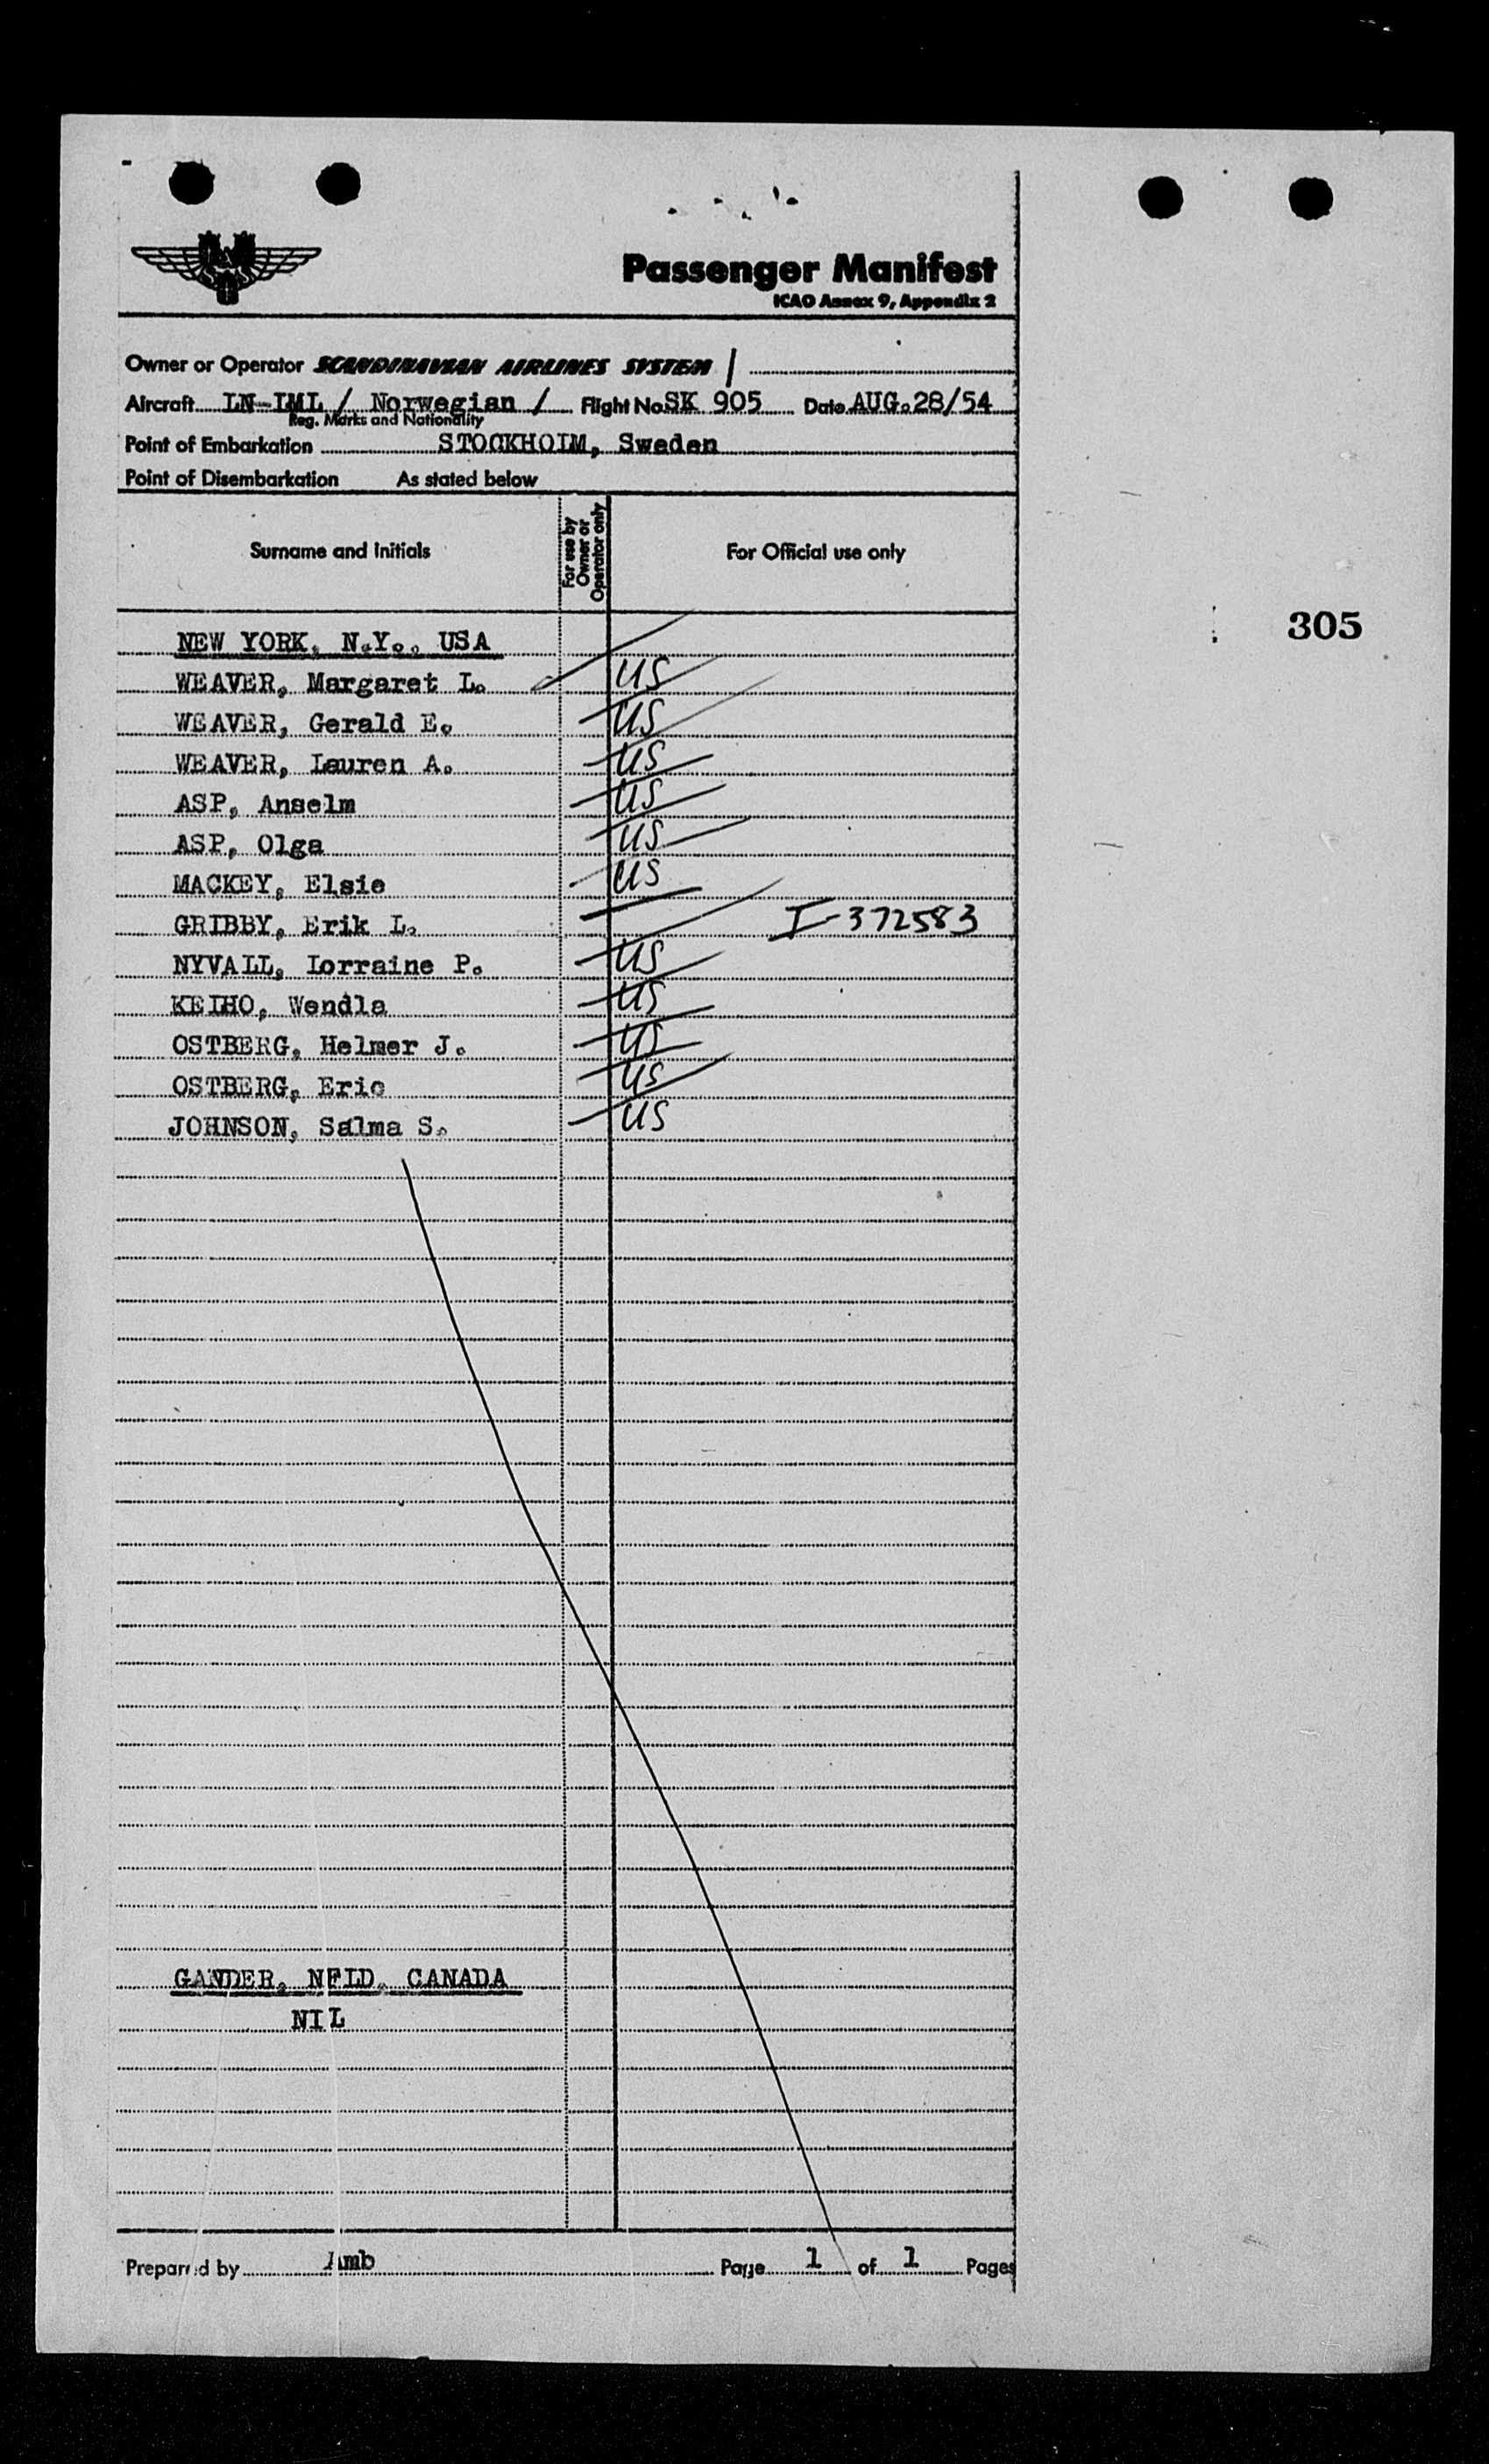 Passenger Manifest
ICAO Annex 9, Appendix 2
Owner or Operator SCANDINAVIAN AIRLINES SYSTEM /
Aircraft LN-IML / Norwegian / Flight No. SK 905 Date AUG. 28/54
Reg. Marks and Nationality
Point of Embarkation STOCKHOLM, Sweden
Point of Disembarkation As stated below
Surname and Initials For use by Owner or Operator only For Official use only
305
NEW YORK, N.Y., USA
WEAVER, Margaret L. US
WEAVER, Gerald E. US
WEAVER, Lauren A. US
ASP, Anselm US
ASP, Olga US
MACKEY, Elsie US
GRIBBY, Erik L. I-372583
NYVALL, Lorraine P. US
KEIHO, Wendla US
OSTBERG, Helmer J. US
OSTBERG, Eric US
JOHNSON, Salma S. US
GANDER, NFLD, CANADA
NIL
Prepared by Amb Page 1 of 1 Pages